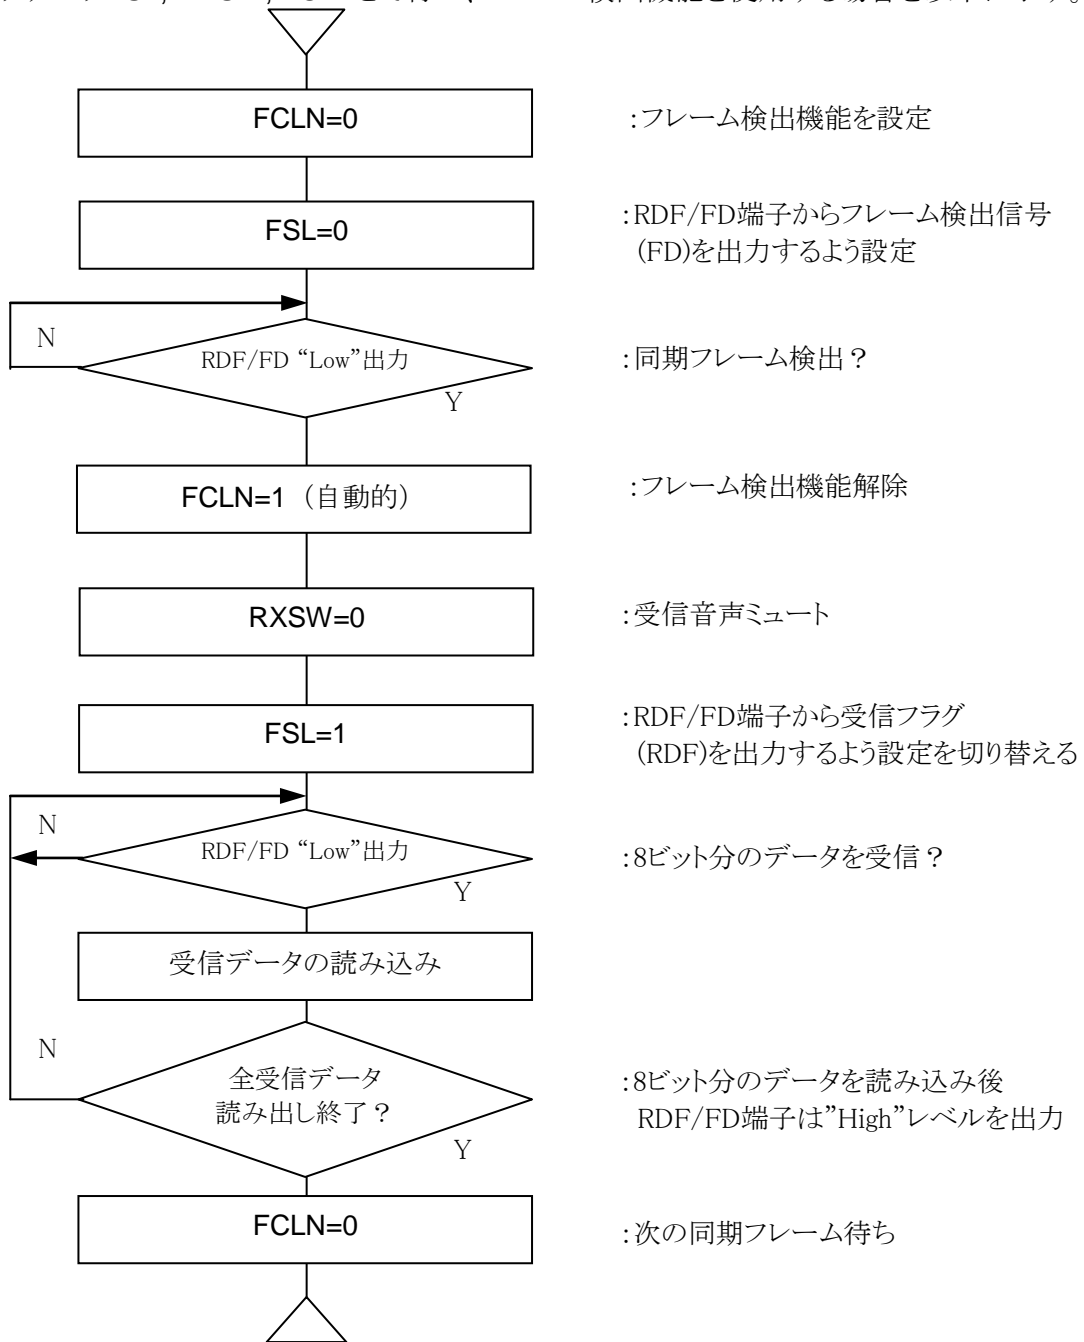 FCLN=0
:フレーム検出機能を設定
FSL=0
:RDF/FD端子からフレーム検出信号
(FD)を出力するよう設定
N
RDF/FD “Low”出力
:同期フレーム検出?
Y
FCLN=1（自動的）
:フレーム検出機能解除
RXSW=0
:受信音声ミュート
FSL=1
:RDF/FD端子から受信フラグ
(RDF)を出力するよう設定を切り替える
N
RDF/FD “Low”出力
:8ビット分のデータを受信?
Y
受信データの読み込み
N
全受信データ
読み出し終了?
:8ビット分のデータを読み込み後
RDF/FD端子は”High”レベルを出力
Y
FCLN=0
:次の同期フレーム待ち